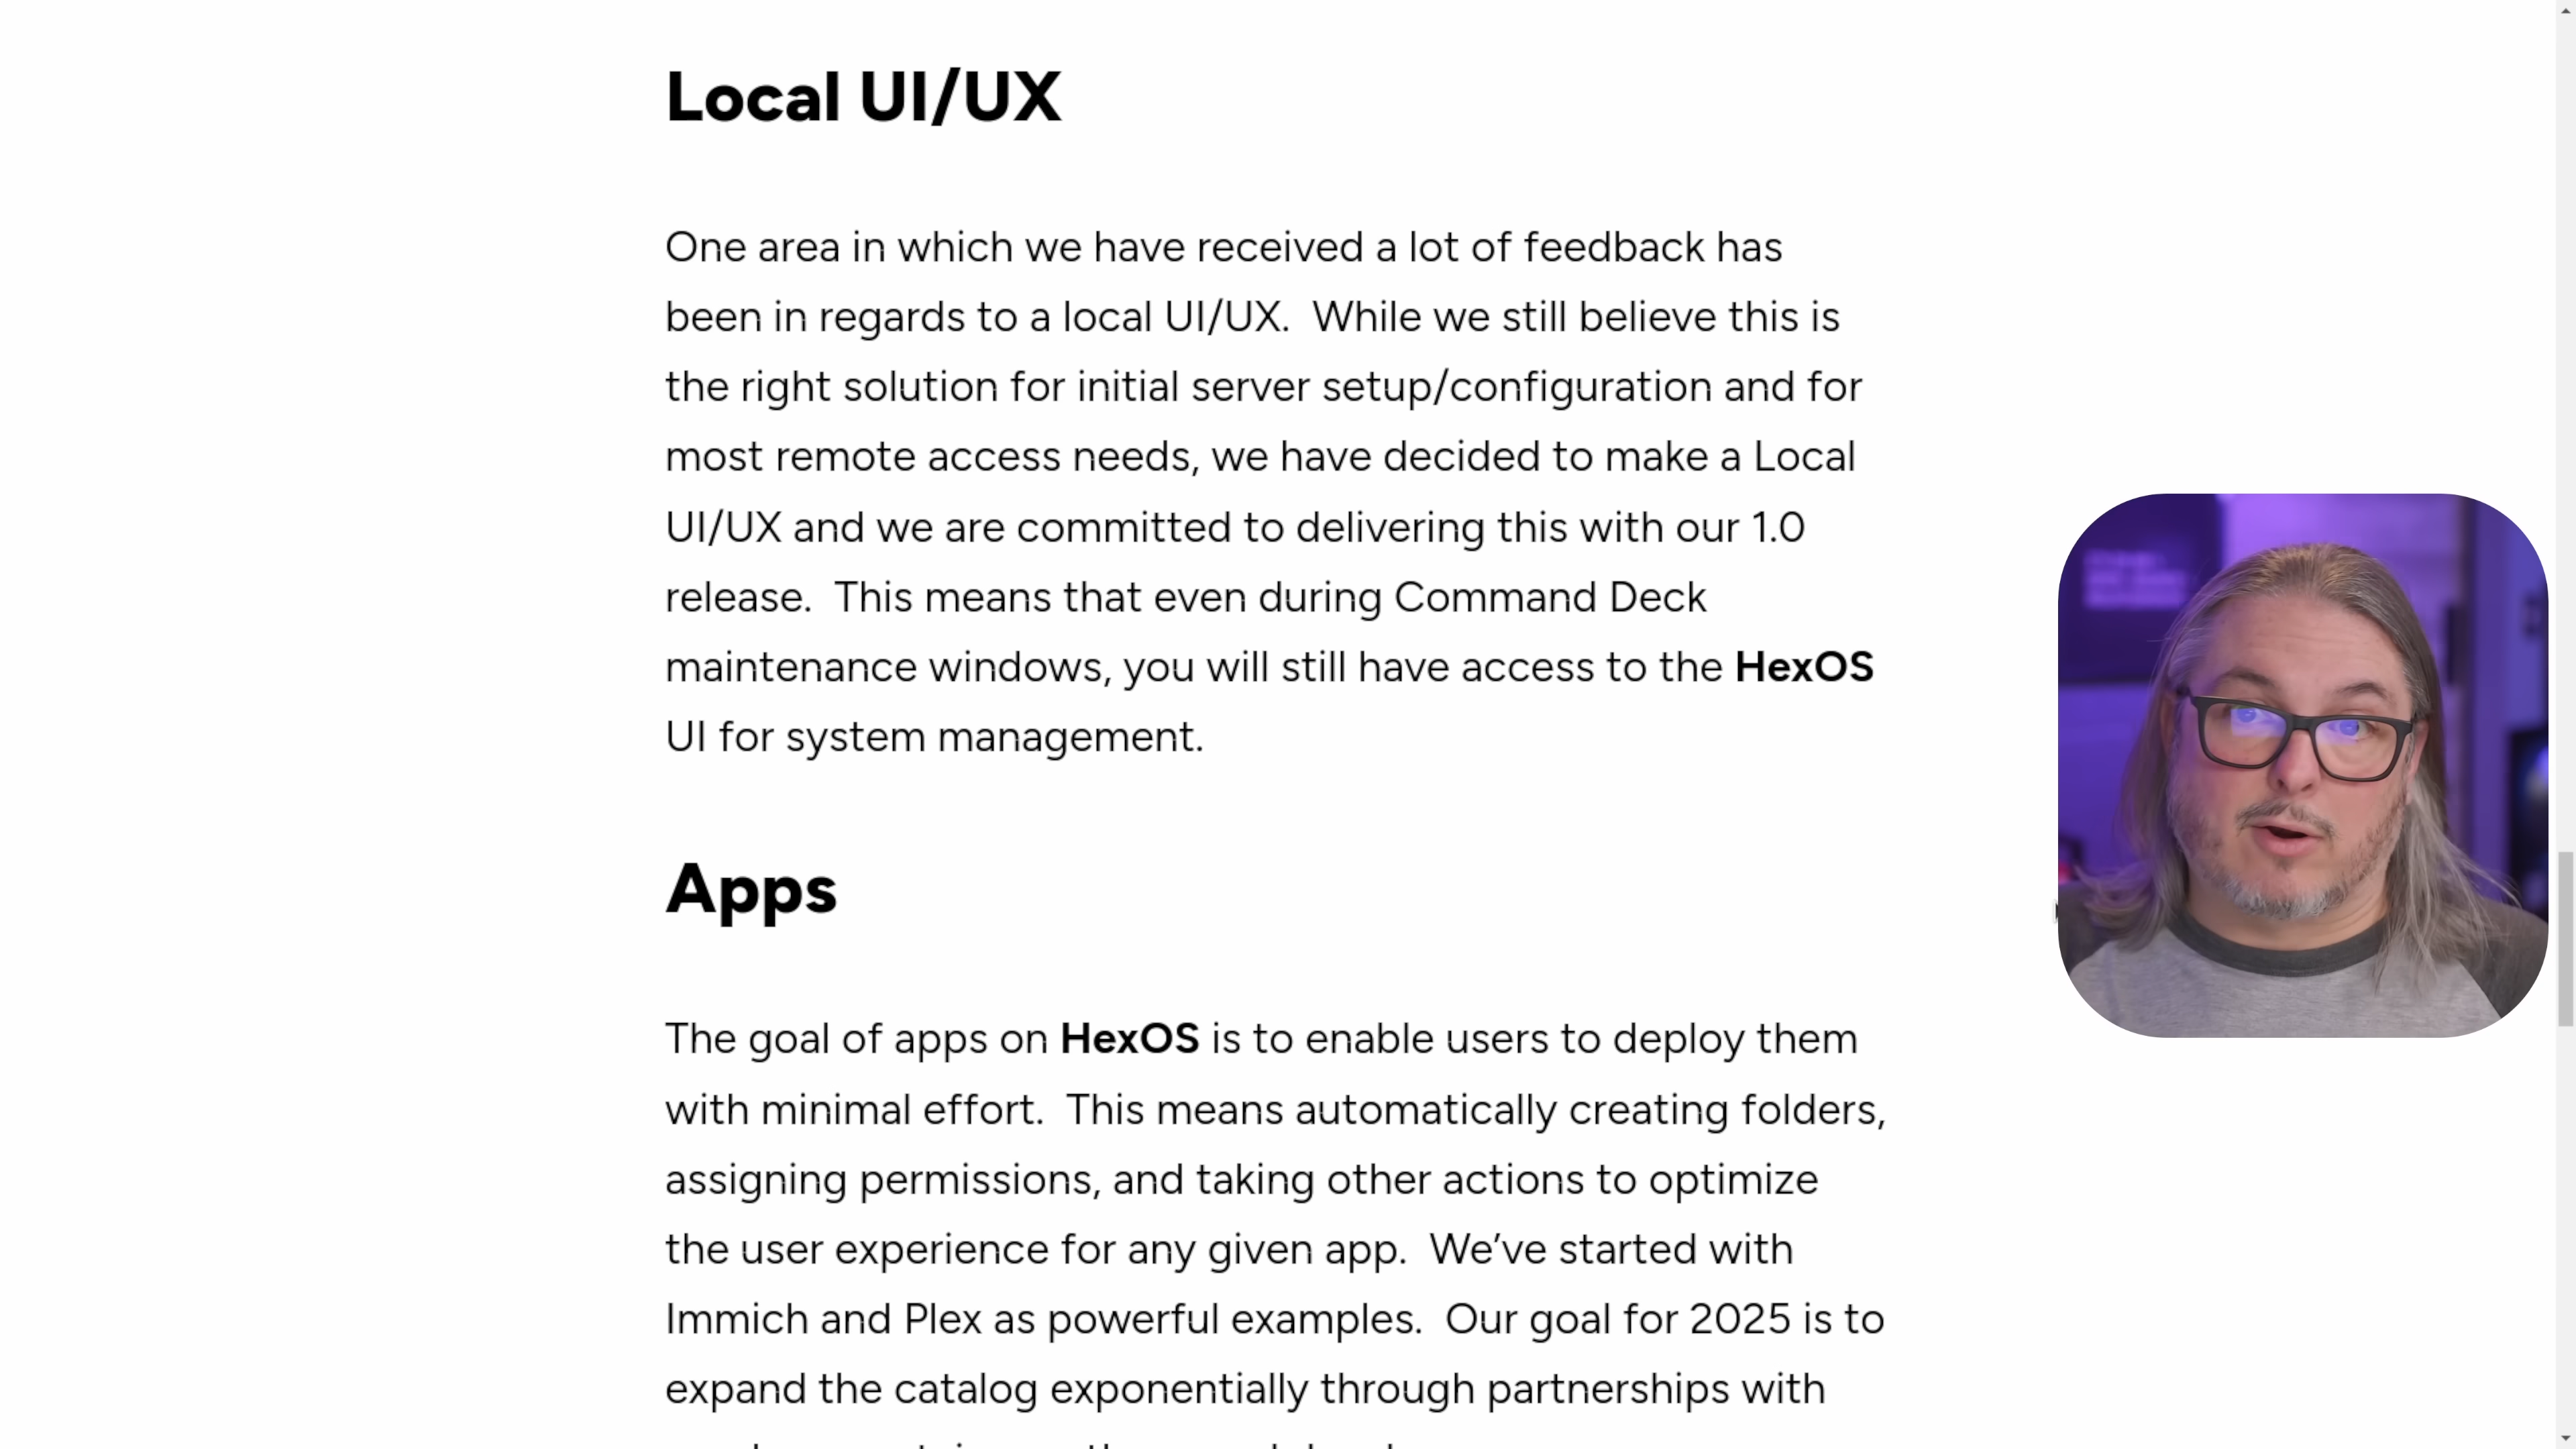 Local UI/UX
One area in which we have received a lot of feedback has
been in regards to a local UI/UX.  While we still believe this is
the right solution for initial server setup/configuration and for
most remote access needs, we have decided to make a Local
UI/UX and we are committed to delivering this with our 1.0
release.  This means that even during Command Deck
maintenance windows, you will still have access to the HexOS
UI for system management.
Apps
The goal of apps on HexOS is to enable users to deploy them
with minimal effort.  This means automatically creating folders,
assigning permissions, and taking other actions to optimize
the user experience for any given app.  We’ve started with
Immich and Plex as powerful examples.  Our goal for 2025 is to
expand the catalog exponentially through partnerships with